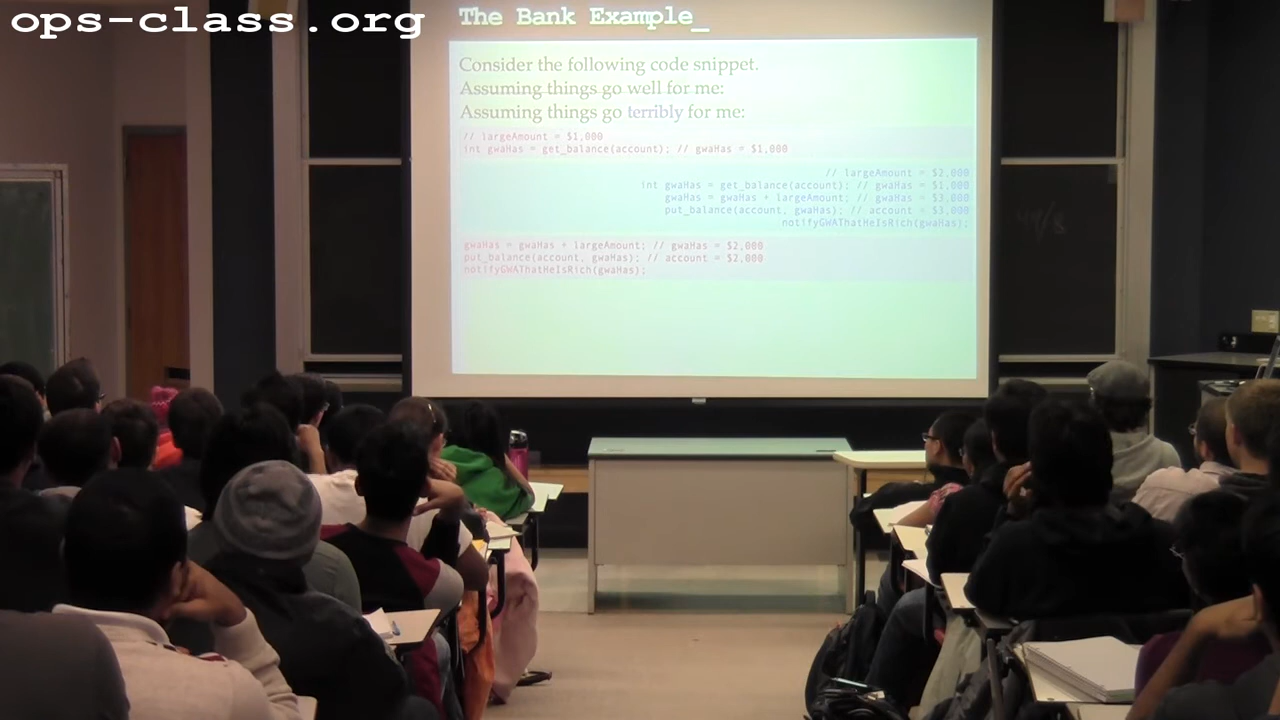 ops-class.org
The Bank Example_
Consider the following code snippet.
Assuming things go well for me:
Assuming things go terribly for me:
// largeAmount = $1,000
int gwaHas = get_balance(account); // gwaHas = $1,000
// largeAmount = $2,000
int gwaHas = get_balance(account); // gwaHas = $1,000
gwaHas = gwaHas + largeAmount; // gwaHas = $3,000
put_balance(account, gwaHas); // account = $3,000
notifyGWAThatHeIsRich(gwaHas);
gwaHas = gwaHas + largeAmount; // gwaHas = $2,000
put_balance(account, gwaHas); // account = $2,000
notifyGWAThatHeIsRich(gwaHas);